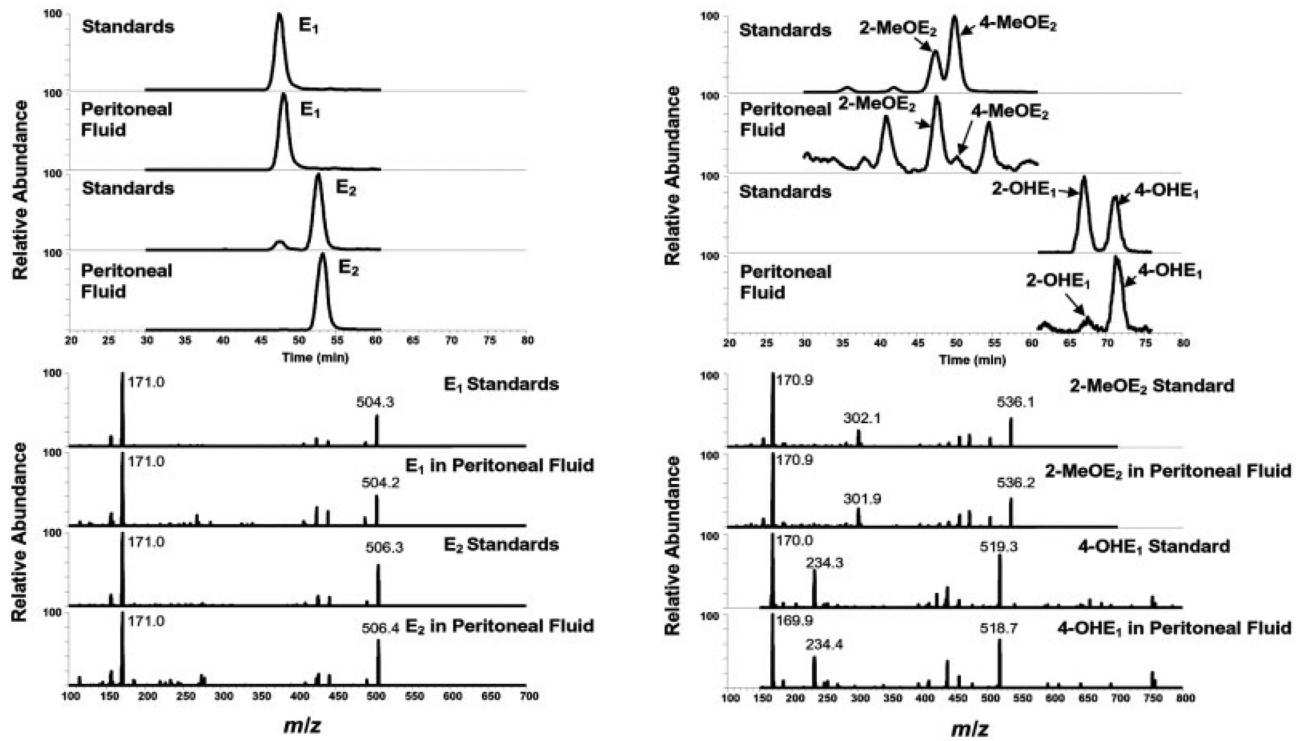 Relative Abundance
100
Standards
E1
100
Peritoneal
Fluid
E1
100
Standards
E2
100
Peritoneal
Fluid
E2
20 25 30 35 40 45 50 55 60 65 70 75 80
Time (min)
Relative Abundance
100
Standards
2-MeOE2
4-MeOE2
100
Peritoneal
Fluid
2-MeOE2
4-MeOE2
100
Standards
2-OHE1
4-OHE1
100
Peritoneal
Fluid
2-OHE1
4-OHE1
20 25 30 35 40 45 50 55 60 65 70 75 80
Time (min)
Relative Abundance
100
171.0
E1 Standards
504.3
100
171.0
E1 in Peritoneal Fluid
504.2
100
171.0
E2 Standards
506.3
100
171.0
E2 in Peritoneal Fluid
506.4
100 150 200 250 300 350 400 450 500 550 600 650 700
m/z
Relative Abundance
100
170.9
302.1
536.1
2-MeOE2 Standard
100
170.9
301.9
536.2
2-MeOE2 in Peritoneal Fluid
100
170.0
234.3
519.3
4-OHE1 Standard
100
169.9
234.4
518.7
4-OHE1 in Peritoneal Fluid
100 150 200 250 300 350 400 450 500 550 600 650 700 750 800
m/z